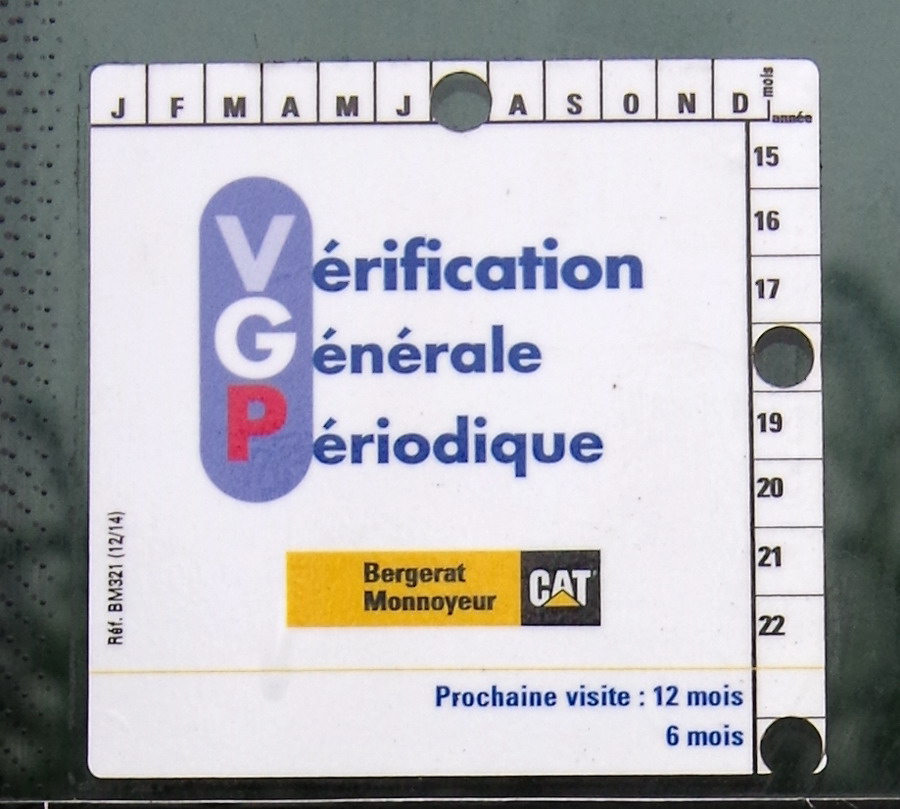 J F M A M J A S O N D mois
année
15
16
17
19
20
21
22
Vérification
Générale
Périodique
Réf. BM321 (12/14)
Bergerat
Monnoyeur
CAT
Prochaine visite : 12 mois
6 mois